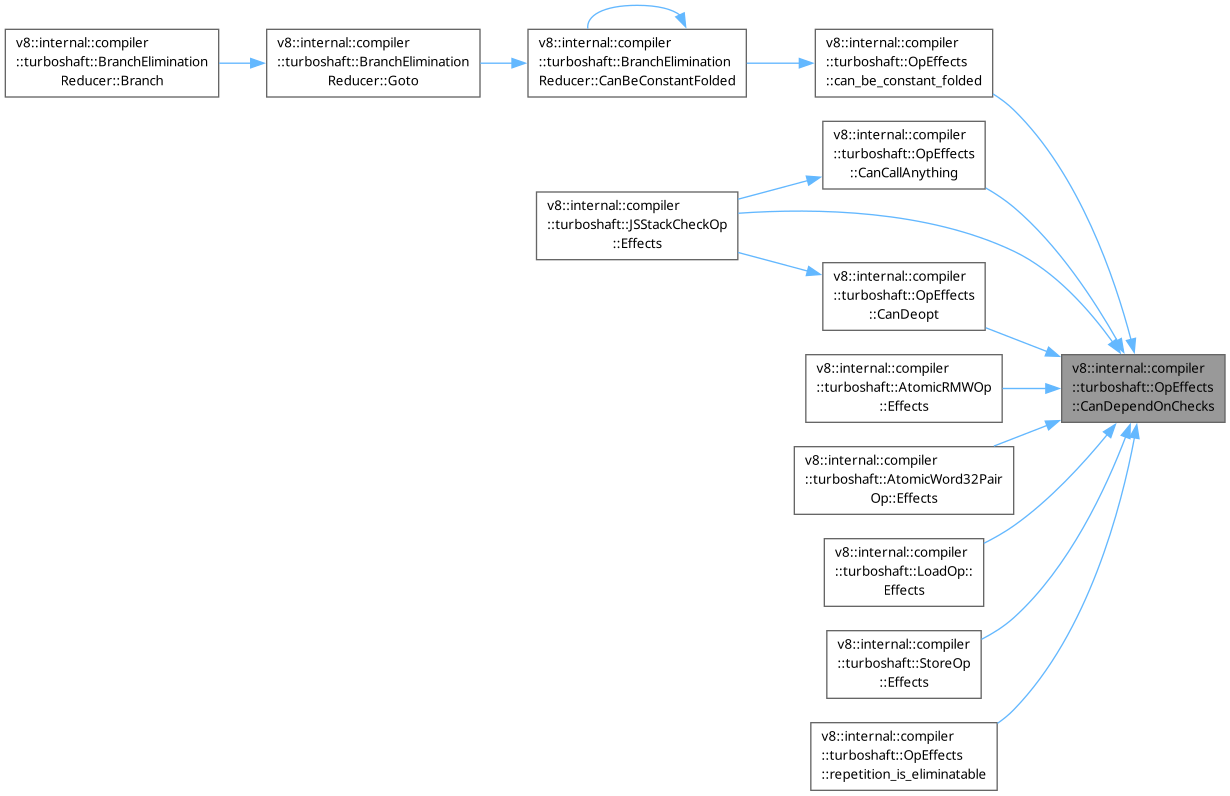 v8::internal::compiler
::turboshaft::BranchElimination
Reducer::Branch
v8::internal::compiler
::turboshaft::BranchElimination
Reducer::Goto
v8::internal::compiler
::turboshaft::BranchElimination
Reducer::CanBeConstantFolded
v8::internal::compiler
::turboshaft::OpEffects
::can_be_constant_folded
v8::internal::compiler
::turboshaft::OpEffects
::CanCallAnything
v8::internal::compiler
::turboshaft::JSStackCheckOp
::Effects
v8::internal::compiler
::turboshaft::OpEffects
::CanDeopt
v8::internal::compiler
::turboshaft::AtomicRMWOp
::Effects
v8::internal::compiler
::turboshaft::OpEffects
::CanDependOnChecks
v8::internal::compiler
::turboshaft::AtomicWord32Pair
Op::Effects
v8::internal::compiler
::turboshaft::LoadOp::
Effects
v8::internal::compiler
::turboshaft::StoreOp
::Effects
v8::internal::compiler
::turboshaft::OpEffects
::repetition_is_eliminatable